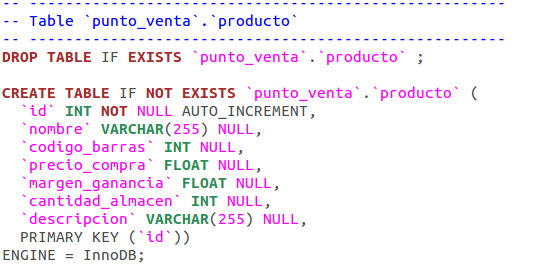 -- -----------------------------------------------------
-- Table `punto_venta`.`producto`
-- -----------------------------------------------------
DROP TABLE IF EXISTS `punto_venta`.`producto` ;
CREATE TABLE IF NOT EXISTS `punto_venta`.`producto` (
  `id` INT NOT NULL AUTO_INCREMENT,
  `nombre` VARCHAR(255) NULL,
  `codigo_barras` INT NULL,
  `precio_compra` FLOAT NULL,
  `margen_ganancia` FLOAT NULL,
  `cantidad_almacen` INT NULL,
  `descripcion` VARCHAR(255) NULL,
  PRIMARY KEY (`id`))
ENGINE = InnoDB;